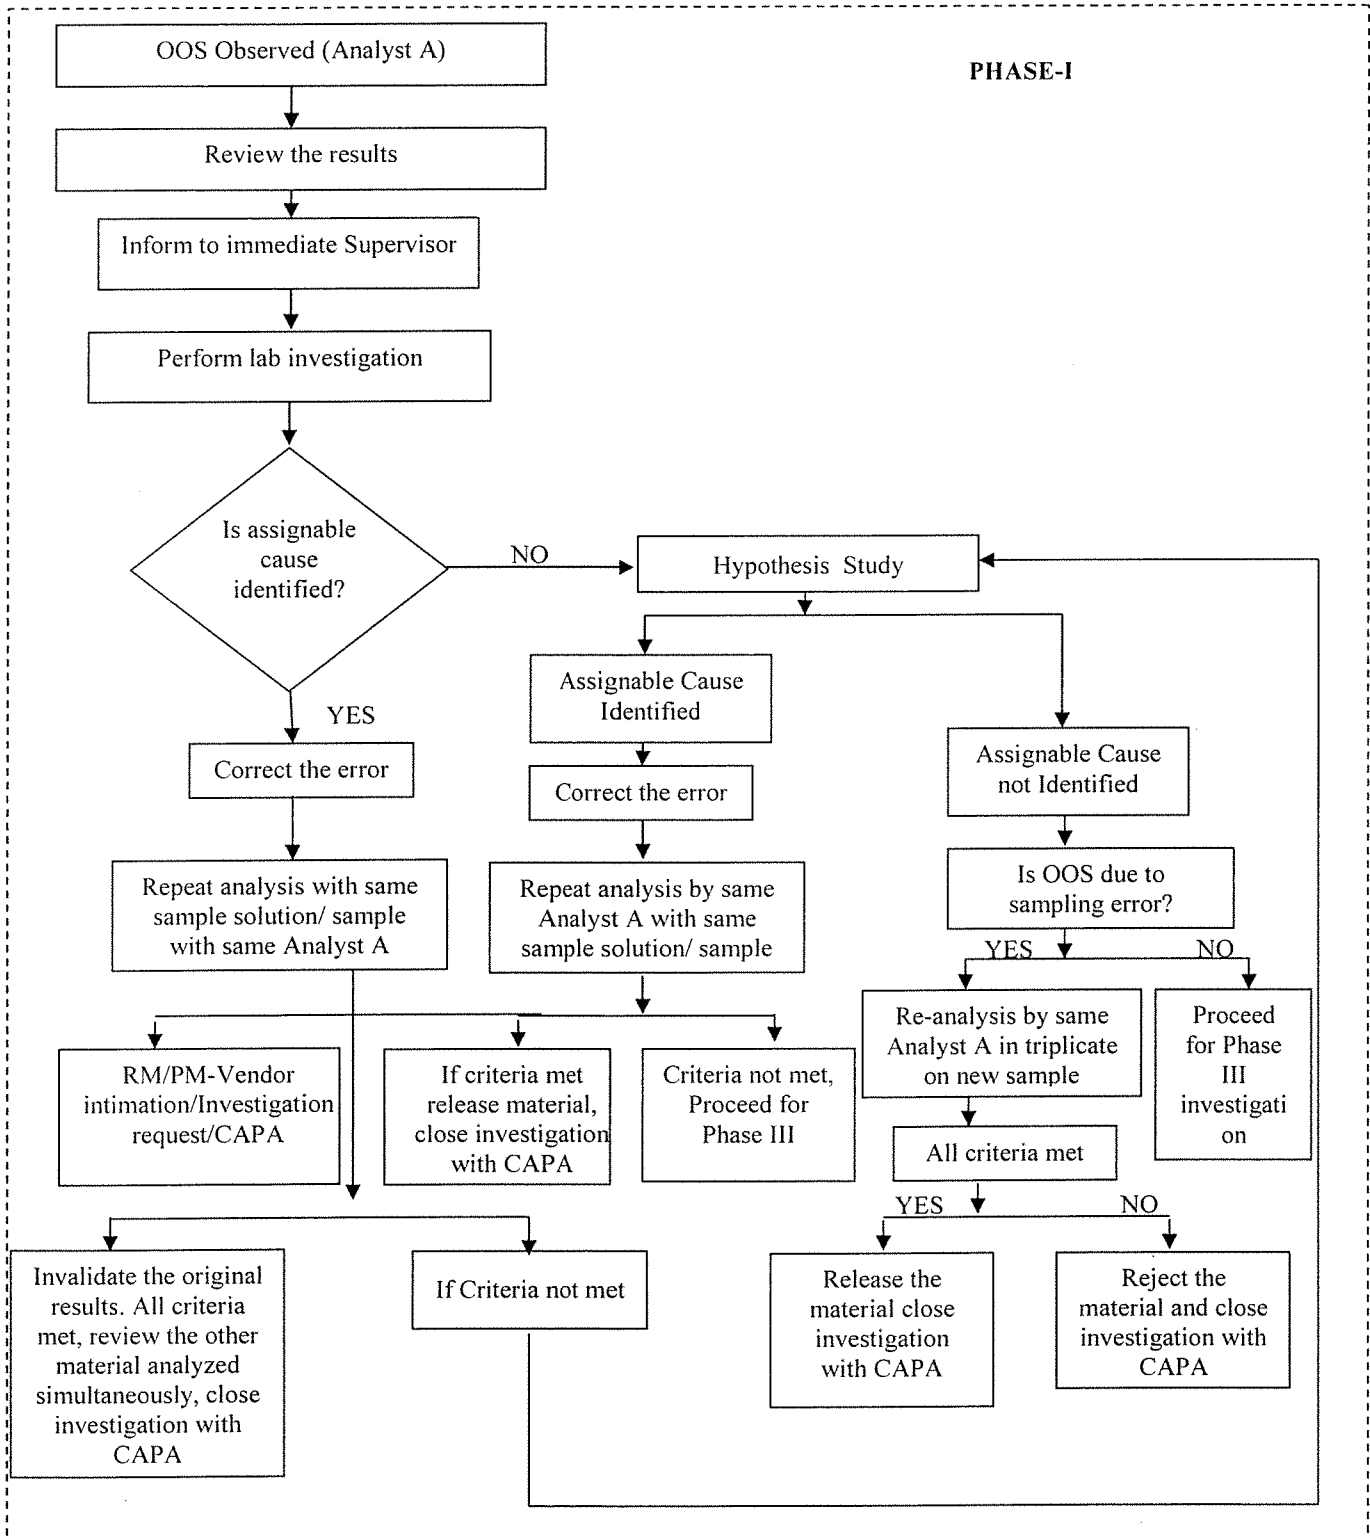 OOS Observed (Analyst A)
PHASE-I
Review the results
Inform to immediate Supervisor
Perform lab investigation
Is assignable
cause
identified?
NO
Hypothesis Study
YES
Correct the error
Repeat analysis with same
sample solution/ sample
with same Analyst A
Assignable Cause
Identified
Correct the error
Repeat analysis by same
Analyst A with same
sample solution/ sample
Assignable Cause
not Identified
Is OOS due to
sampling error?
YES
NO
Re-analysis by same
Analyst A in triplicate
on new sample
Proceed
for Phase
III
investigati
on
RM/PM-Vendor
intimation/Investigation
request/CAPA
If criteria met
release material,
close investigation
with CAPA
Criteria not met,
Proceed for
Phase III
All criteria met
YES
NO
Invalidate the original
results. All criteria
met, review the other
material analyzed
simultaneously, close
investigation with
CAPA
If Criteria not met
Release the
material close
investigation
with CAPA
Reject the
material and close
investigation with
CAPA